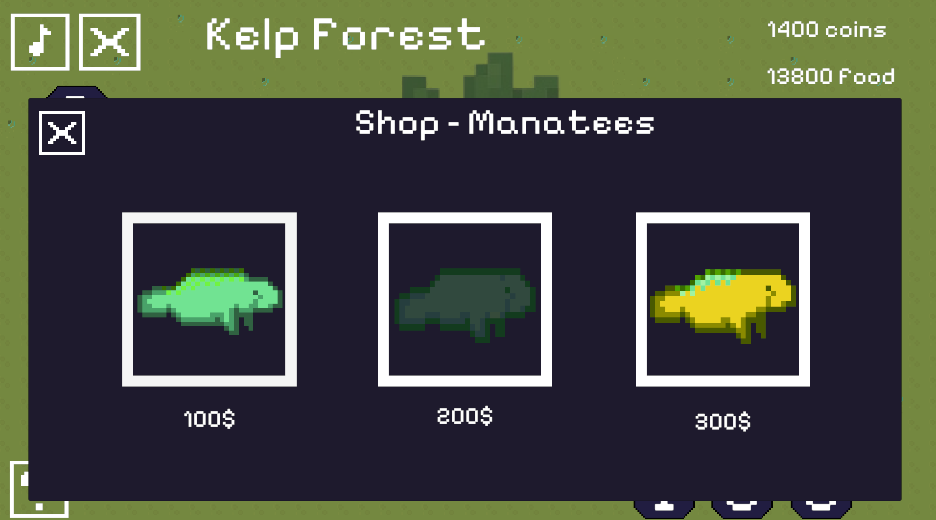 Kelp Forest
1400 coins
13800 Food
Shop - Manatees
100$
200$
300$